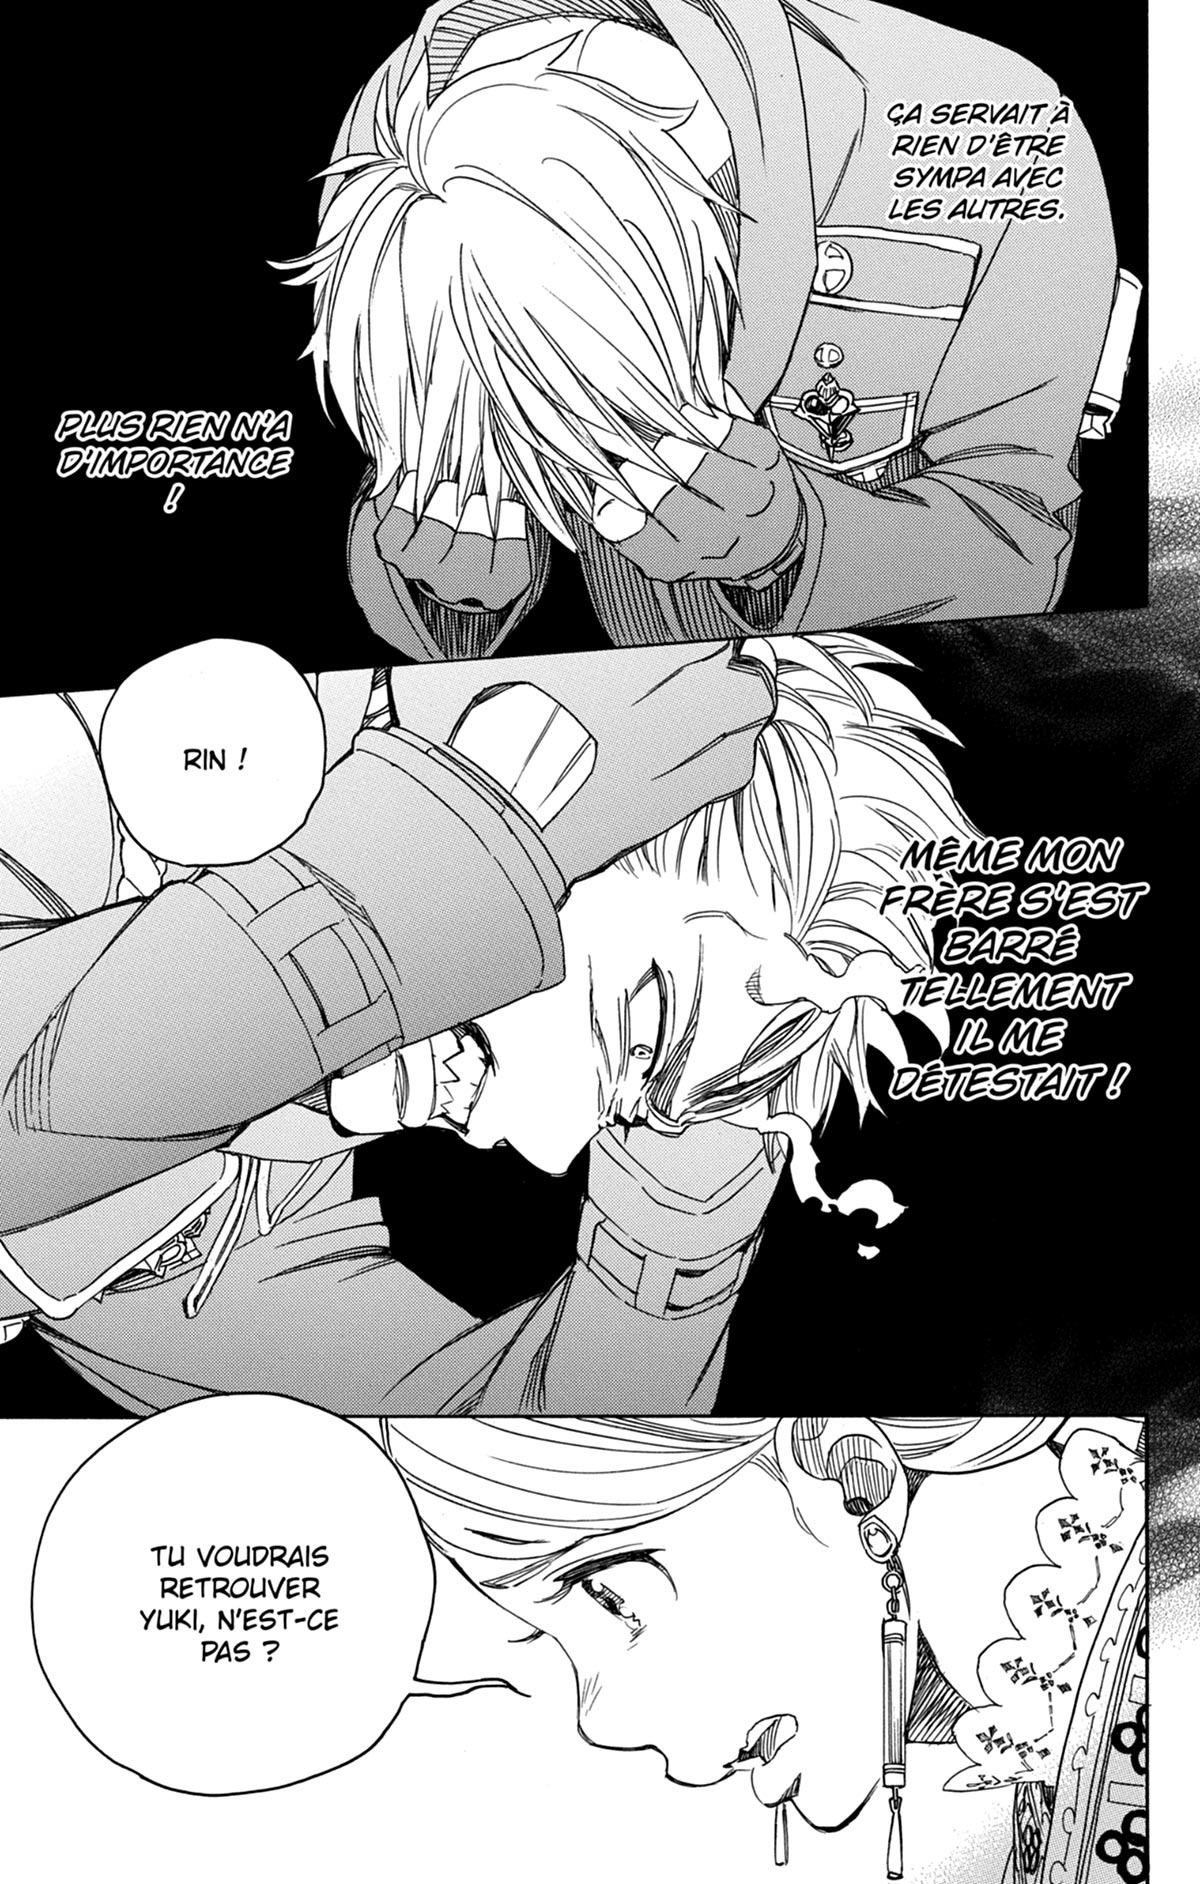 ÇA SERVAIT À
RIEN D'ÊTRE
SYMPA AVEC
LES AUTRES.
PLUS RIEN N'A
D'IMPORTANCE
!
RIN !
MÊME MON
FRÈRE S'EST
BARRÉ
TELLEMENT
IL ME
DÉTESTAIT !
TU VOUDRAIS
RETROUVER
YUKI, N'EST-CE
PAS ?